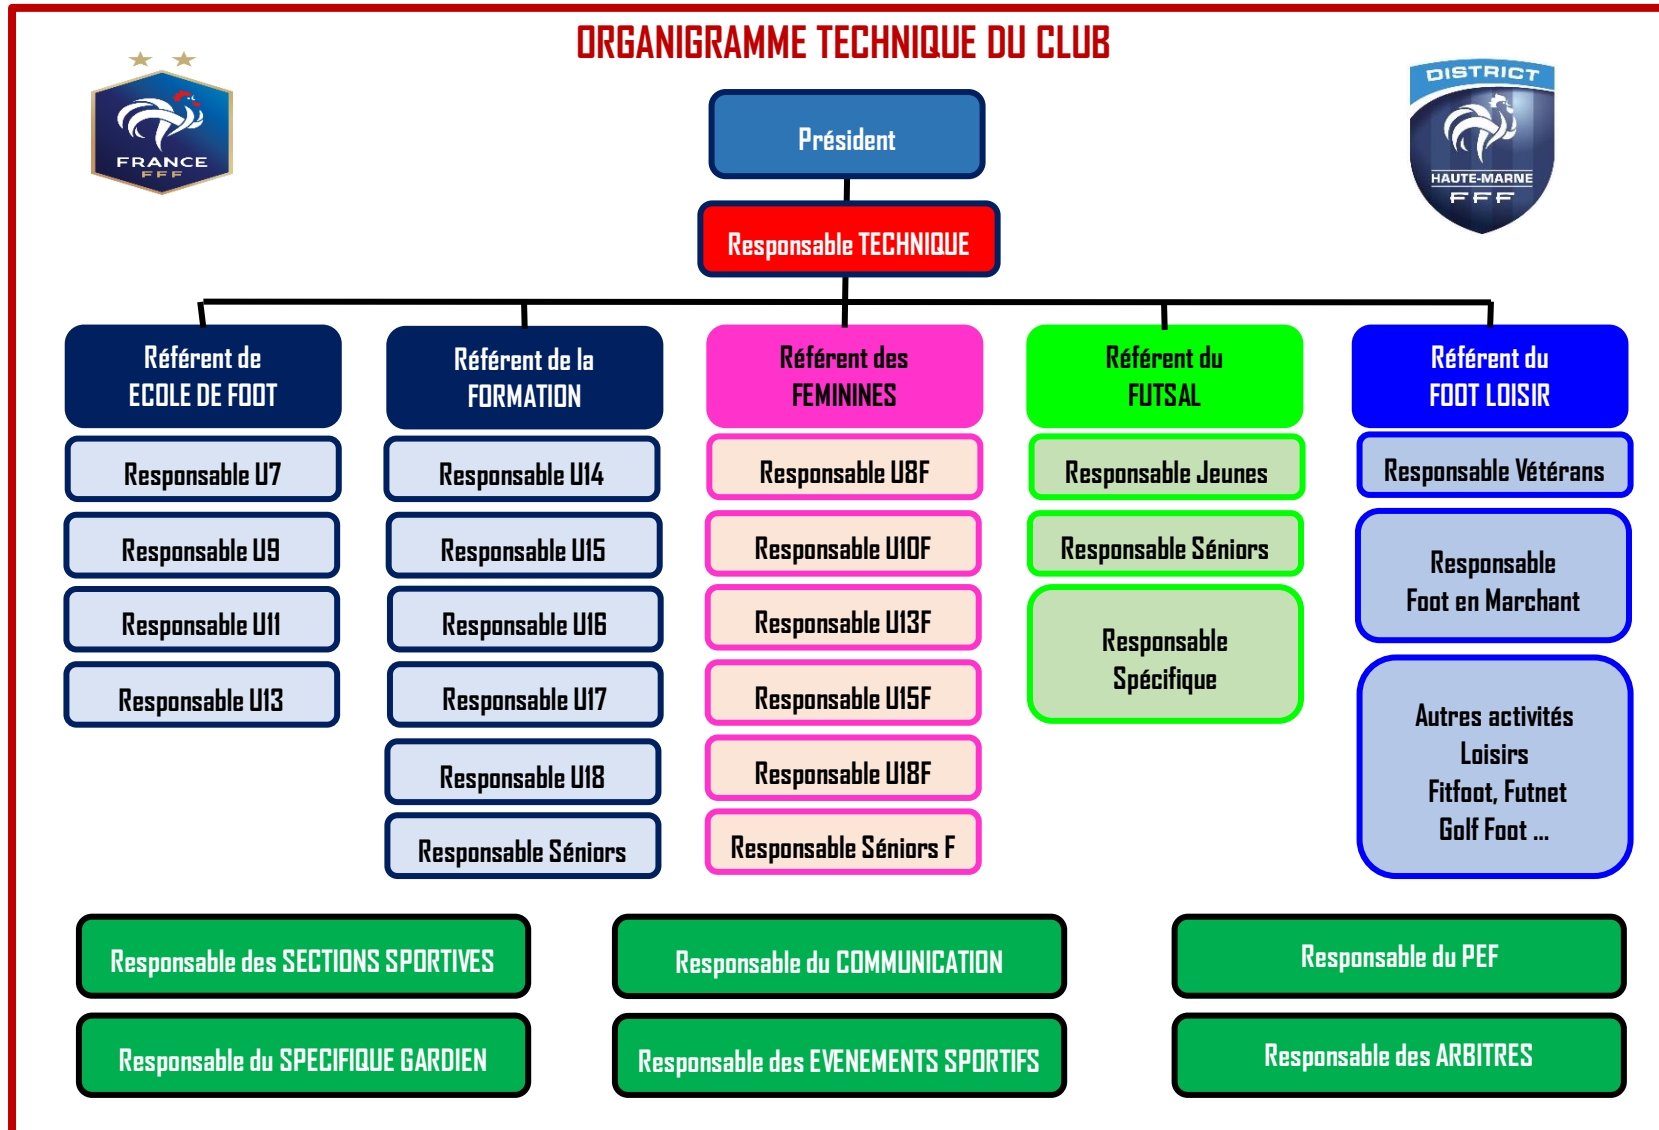 ORGANIGRAMME TECHNIQUE DU CLUB
FRANCE
FFF
DISTRICT
HAUTE-MARNE
FFF
Président
Responsable TECHNIQUE
Référent de
ECOLE DE FOOT
Responsable U7
Responsable U9
Responsable U11
Responsable U13
Référent de la
FORMATION
Responsable U14
Responsable U15
Responsable U16
Responsable U17
Responsable U18
Responsable Séniors
Référent des
FEMININES
Responsable U8F
Responsable U10F
Responsable U13F
Responsable U15F
Responsable U18F
Responsable Séniors F
Référent du
FUTSAL
Responsable Jeunes
Responsable Séniors
Responsable
Spécifique
Référent du
FOOT LOISIR
Responsable Vétérans
Responsable
Foot en Marchant
Autres activités
Loisirs
Fitfoot, Futnet
Golf Foot ...
Responsable des SECTIONS SPORTIVES
Responsable du COMMUNICATION
Responsable du PEF
Responsable du SPECIFIQUE GARDIEN
Responsable des EVENEMENTS SPORTIFS
Responsable des ARBITRES